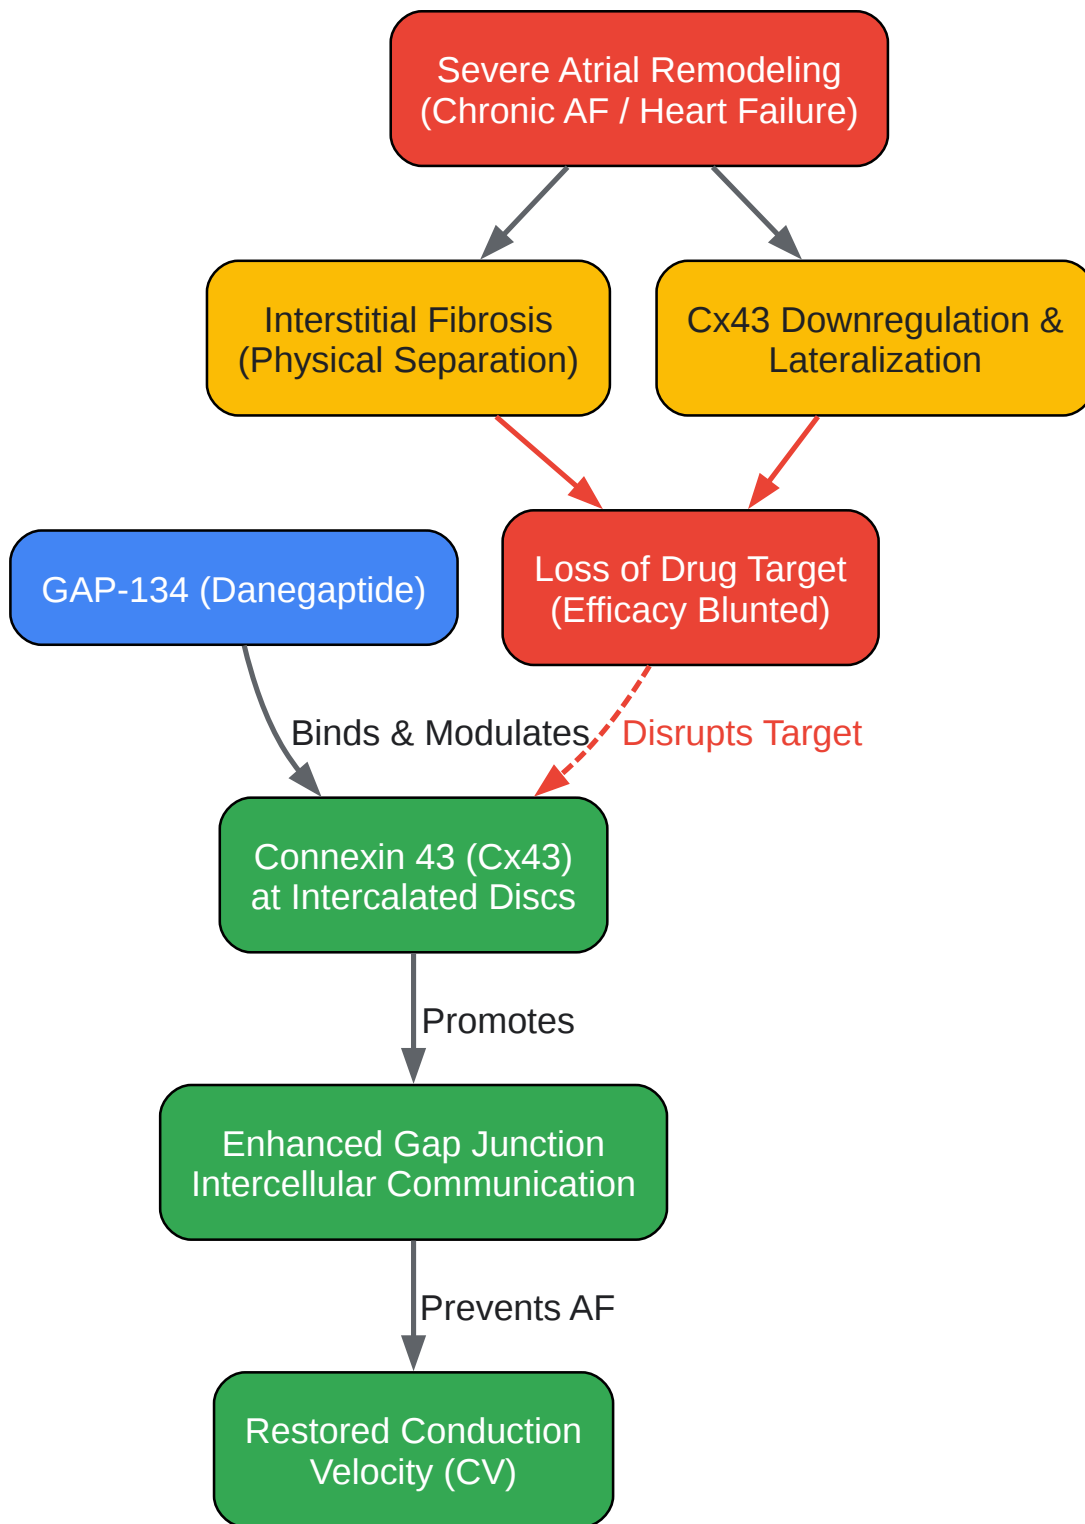 Severe Atrial Remodeling
(Chronic AF / Heart Failure)
Interstitial Fibrosis
(Physical Separation)
Cx43 Downregulation &
Lateralization
GAP-134 (Danegaptide)
Loss of Drug Target
(Efficacy Blunted)
Binds & Modulates
Disrupts Target
Connexin 43 (Cx43)
at Intercalated Discs
Promotes
Enhanced Gap Junction
Intercellular Communication
Prevents AF
Restored Conduction
Velocity (CV)